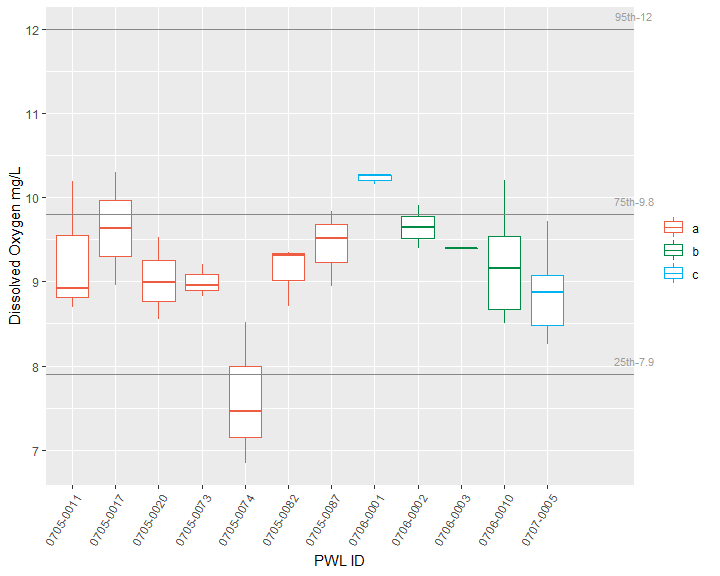 95th-12
12
11
10
9
8
7
75th-9.8
25th-7.9
Dissolved Oxygen mg/L
a
b
c
0705-0011
0705-0017
0705-0020
0705-0073
0705-0074
0705-0082
0705-0087
0706-0001
0706-0002
0706-0003
0706-0010
0707-0005
PWL ID